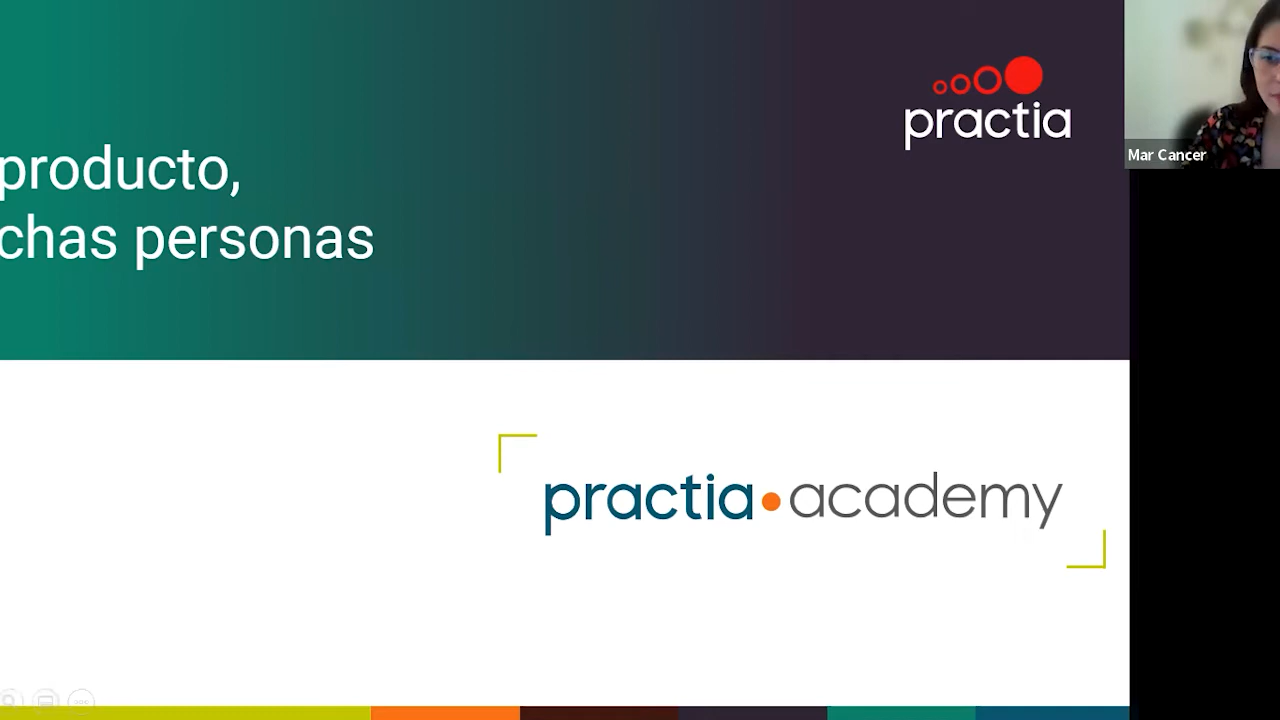 practia
producto,
chas personas
Mar Cancer
practia academy